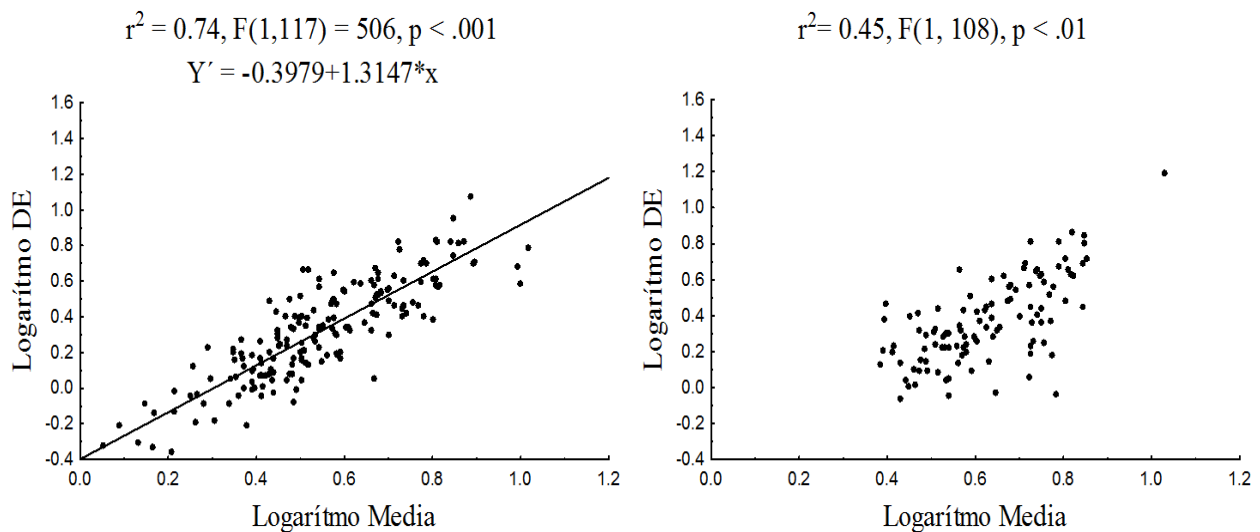 r² = 0.74, F(1,117) = 506, p < .001
Y´ = -0.3979+1.3147*x
1.6
1.4
1.2
1.0
0.8
0.6
0.4
0.2
0.0
-0.2
-0.4
Logarítmo DE
0.0 0.2 0.4 0.6 0.8 1.0 1.2
Logarítmo Media
r²= 0.45, F(1, 108), p < .01
1.6
1.4
1.2
1.0
0.8
0.6
0.4
0.2
0.0
-0.2
-0.4
Logarítmo DE
0.0 0.2 0.4 0.6 0.8 1.0 1.2
Logarítmo Media